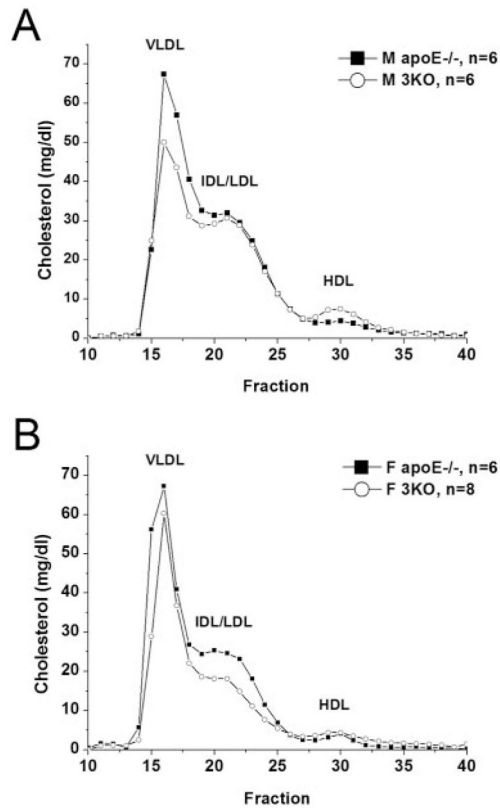 A
VLDL
M apoE-/-, n=6
M 3KO, n=6
IDL/LDL
HDL
Cholesterol (mg/dl)
70
60
50
40
30
20
10
0
10 15 20 25 30 35 40
Fraction
B
VLDL
F apoE-/-, n=6
F 3KO, n=8
IDL/LDL
HDL
Cholesterol (mg/dl)
70
60
50
40
30
20
10
0
10 15 20 25 30 35 40
Fraction